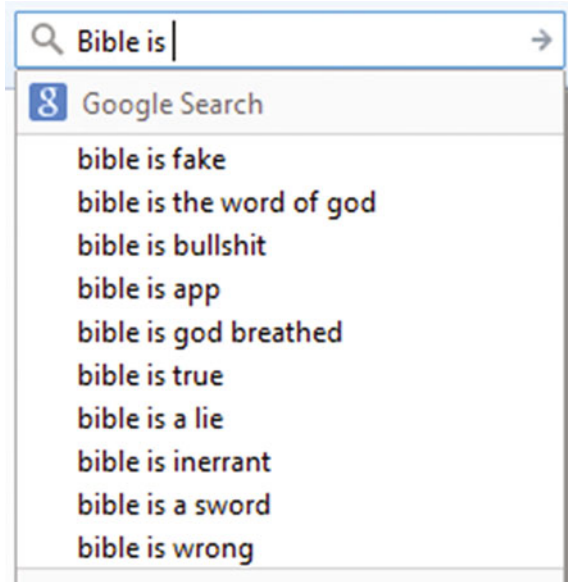 Bible is
g Google Search
bible is fake
bible is the word of god
bible is bullshit
bible is app
bible is god breathed
bible is true
bible is a lie
bible is inerrant
bible is a sword
bible is wrong